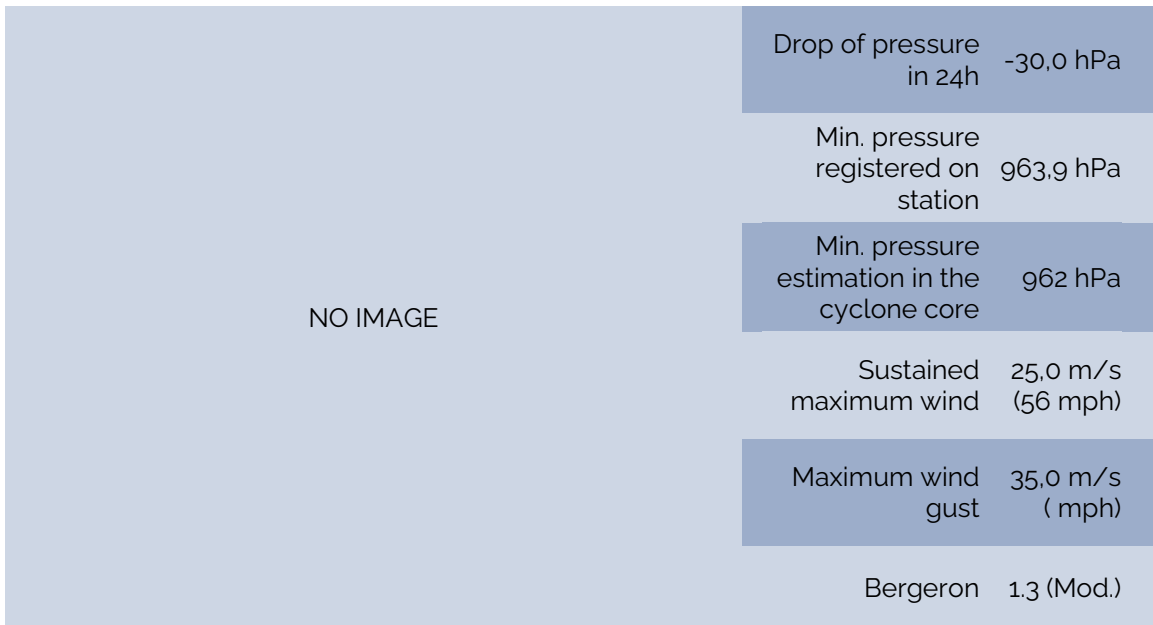 NO IMAGE
Drop of pressure
in 24h
-30,0 hPa
Min. pressure
registered on
station
963,9 hPa
Min. pressure
estimation in the
cyclone core
962 hPa
Sustained
maximum wind
25,0 m/s
(56 mph)
Maximum wind
gust
35,0 m/s
( mph)
Bergeron
1.3 (Mod.)